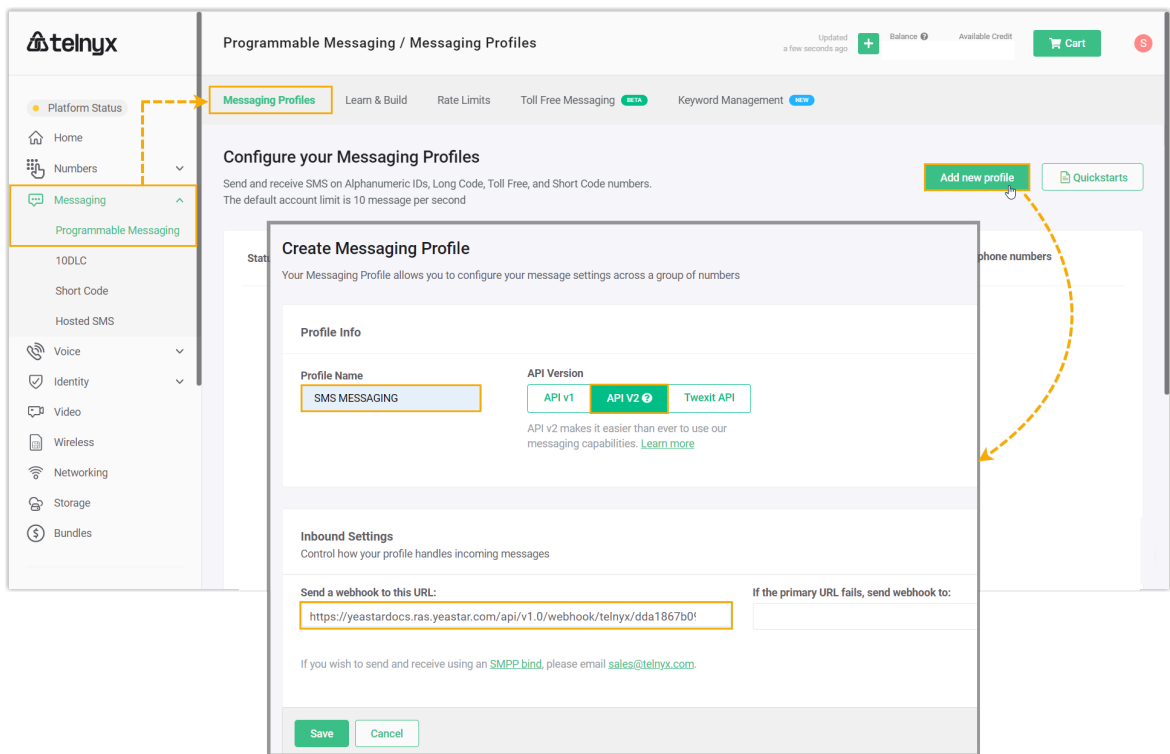 telnyx
Programmable Messaging / Messaging Profiles
Updated
a few seconds ago
Balance
Available Credit
Cart
S
Platform Status
Home
Numbers
Messaging
Programmable Messaging
10DLC
Short Code
Hosted SMS
Voice
Identity
Video
Wireless
Networking
Storage
Bundles
Messaging Profiles
Learn & Build
Rate Limits
Toll Free Messaging BETA
Keyword Management NEW
Configure your Messaging Profiles
Send and receive SMS on Alphanumeric IDs, Long Code, Toll Free, and Short Code numbers.
The default account limit is 10 message per second
Add new profile
Quickstarts
Stat
phone numbers
Create Messaging Profile
Your Messaging Profile allows you to configure your message settings across a group of numbers
Profile Info
Profile Name
SMS MESSAGING
API Version
API v1
API V2
Twexit API
API v2 makes it easier than ever to use our
messaging capabilities. Learn more
Inbound Settings
Control how your profile handles incoming messages
Send a webhook to this URL:
https://yeastardocs.ras.yeastar.com/api/v1.0/webhook/telnyx/dda1867b09
If the primary URL fails, send webhook to:
If you wish to send and receive using an SMPP bind, please email sales@telnyx.com.
Save
Cancel